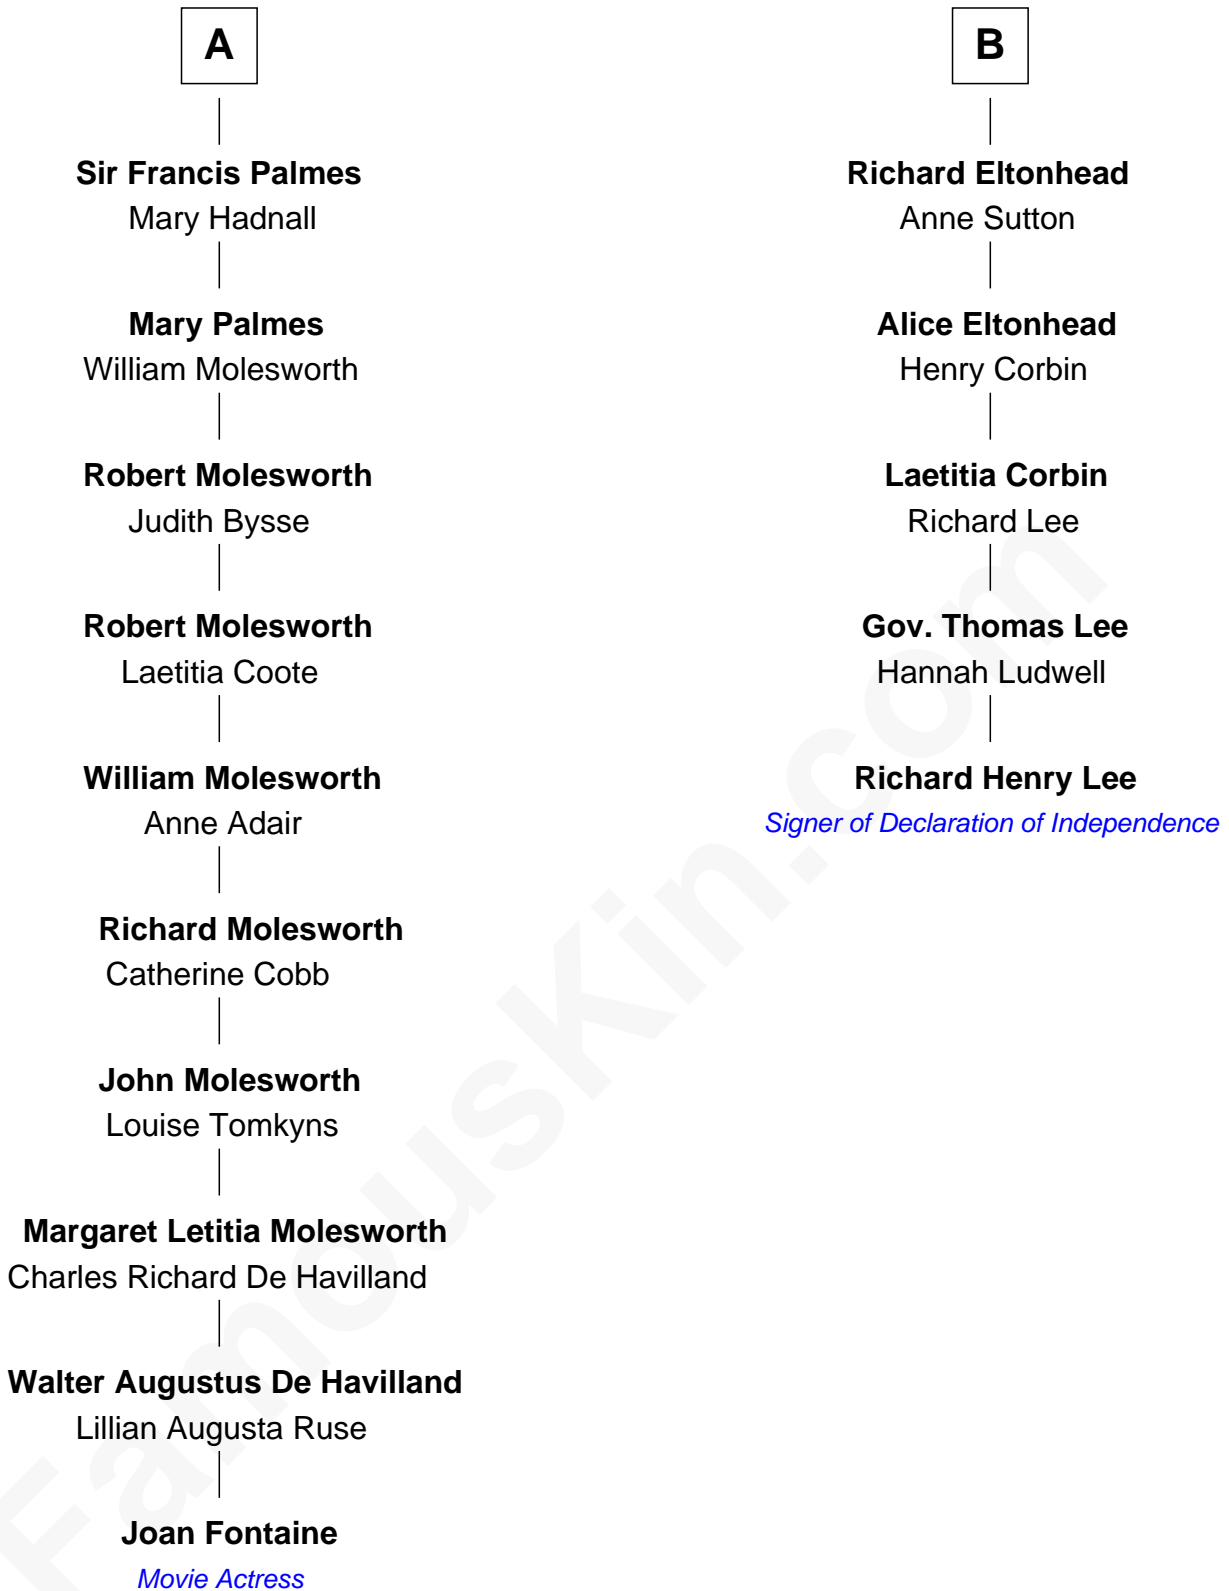 A
Sir Francis Palmes
Mary Hadnall
Mary Palmes
William Molesworth
Robert Molesworth
Judith Bysse
Robert Molesworth
Laetitia Coote
William Molesworth
Anne Adair
Richard Molesworth
Catherine Cobb
John Molesworth
Louise Tomkyns
Margaret Letitia Molesworth
Charles Richard De Havilland
Walter Augustus De Havilland
Lillian Augusta Ruse
Joan Fontaine
Movie Actress
B
Richard Eltonhead
Anne Sutton
Alice Eltonhead
Henry Corbin
Laetitia Corbin
Richard Lee
Gov. Thomas Lee
Hannah Ludwell
Richard Henry Lee
Signer of Declaration of Independence
FamousKin.com